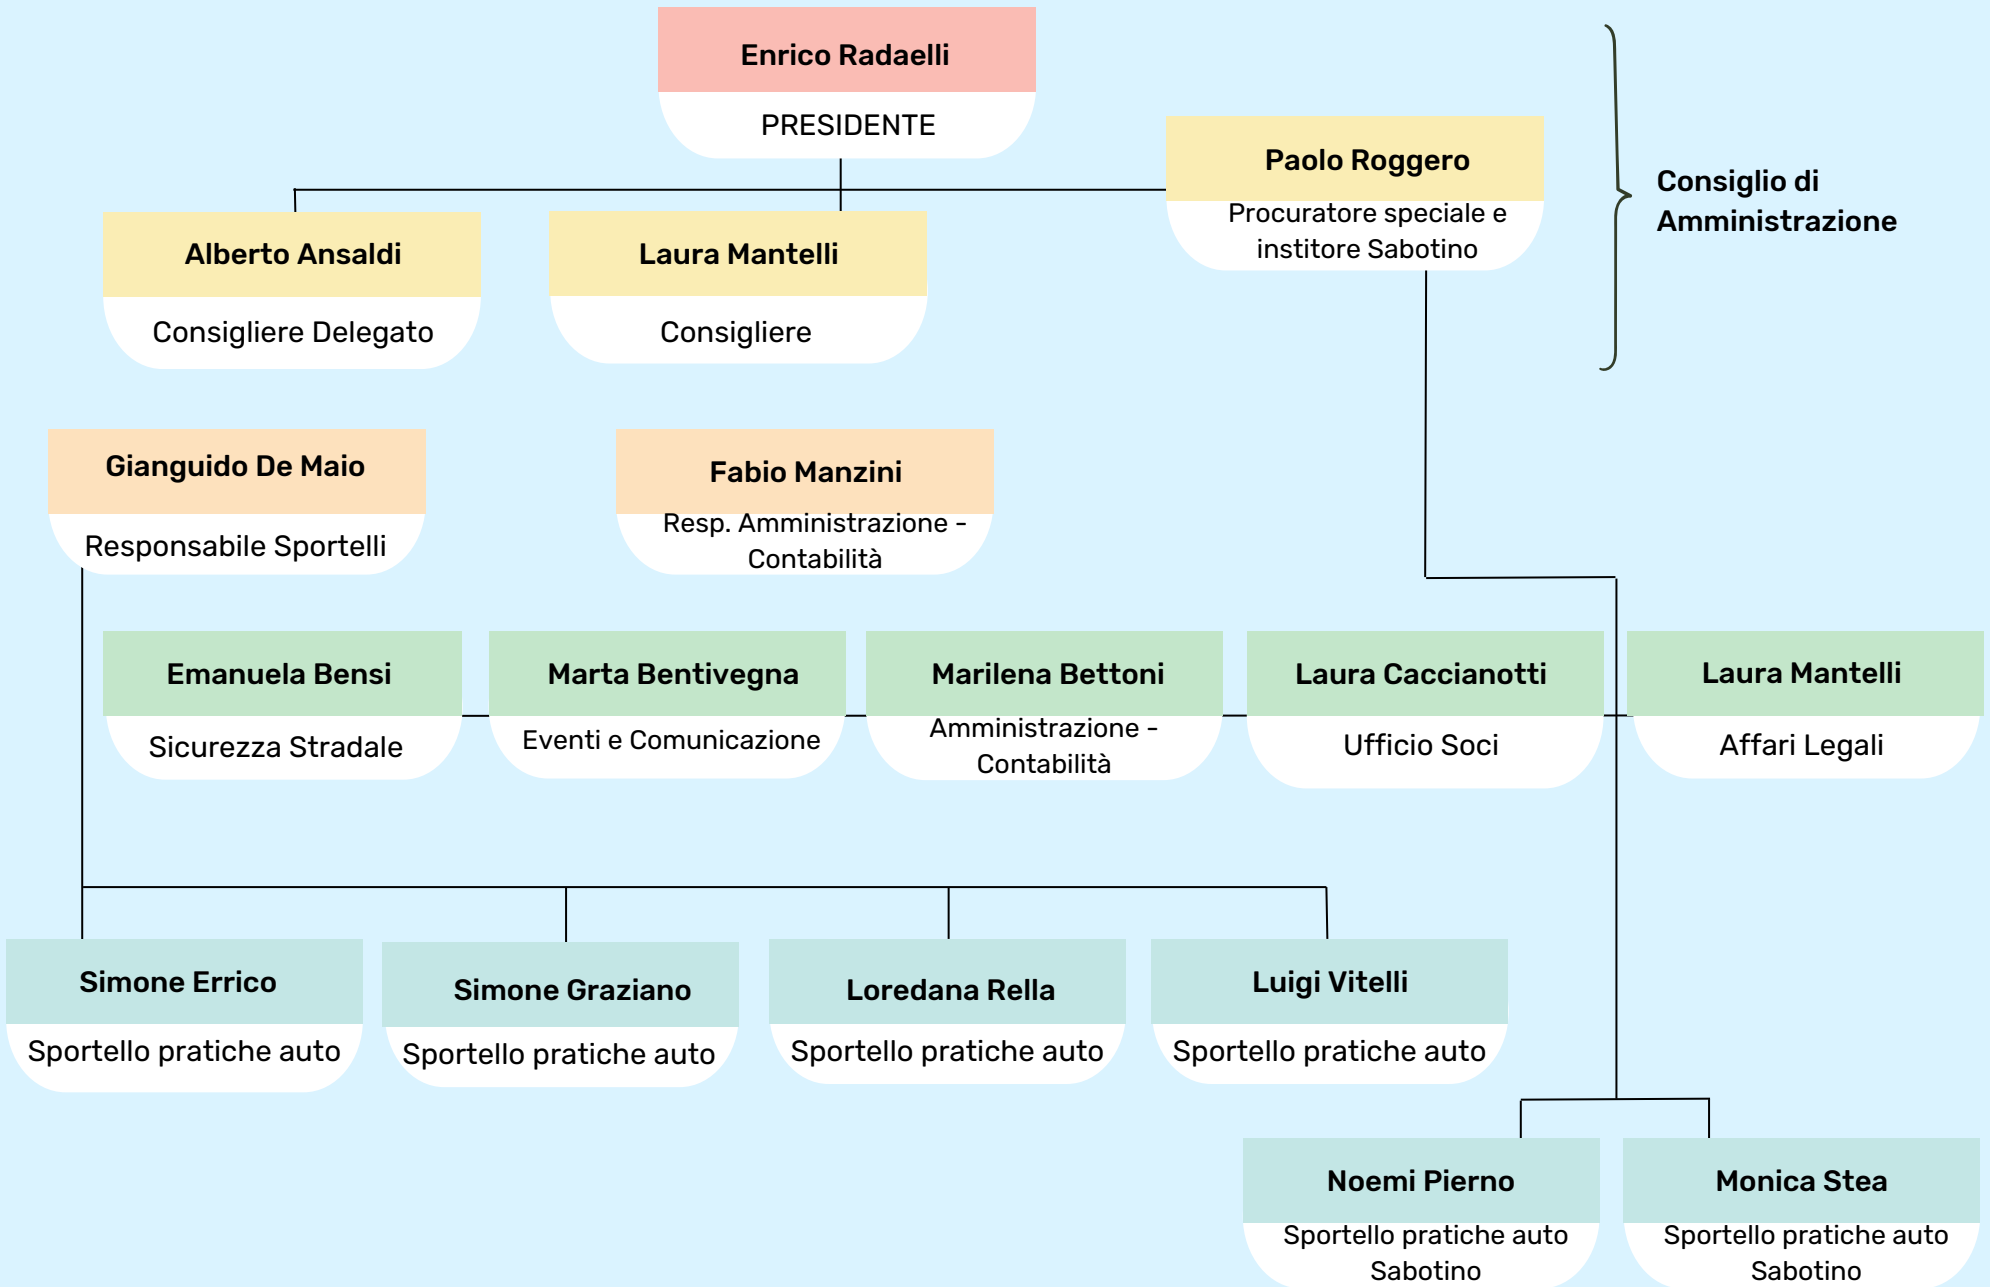 Enrico Radaelli
PRESIDENTE
Paolo Roggero
Procuratore speciale e
institore Sabotino
Consiglio di
Amministrazione
Alberto Ansaldi
Consigliere Delegato
Laura Mantelli
Consigliere
Gianguido De Maio
Responsabile Sportelli
Fabio Manzini
Resp. Amministrazione -
Contabilità
Emanuela Bensi
Sicurezza Stradale
Marta Bentivegna
Eventi e Comunicazione
Marilena Bettoni
Amministrazione -
Contabilità
Laura Caccianotti
Ufficio Soci
Laura Mantelli
Affari Legali
Simone Errico
Sportello pratiche auto
Simone Graziano
Sportello pratiche auto
Loredana Rella
Sportello pratiche auto
Luigi Vitelli
Sportello pratiche auto
Noemi Pierno
Sportello pratiche auto
Sabotino
Monica Stea
Sportello pratiche auto
Sabotino